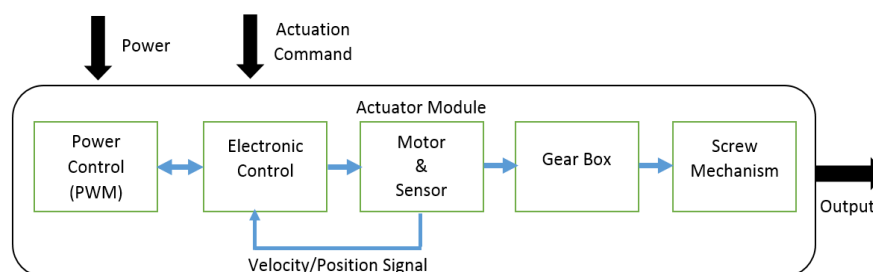 Power
Actuation
Command
Actuator Module
Power
Control
(PWM)
Electronic
Control
Motor
&
Sensor
Gear Box
Screw
Mechanism
Output
Velocity/Position Signal